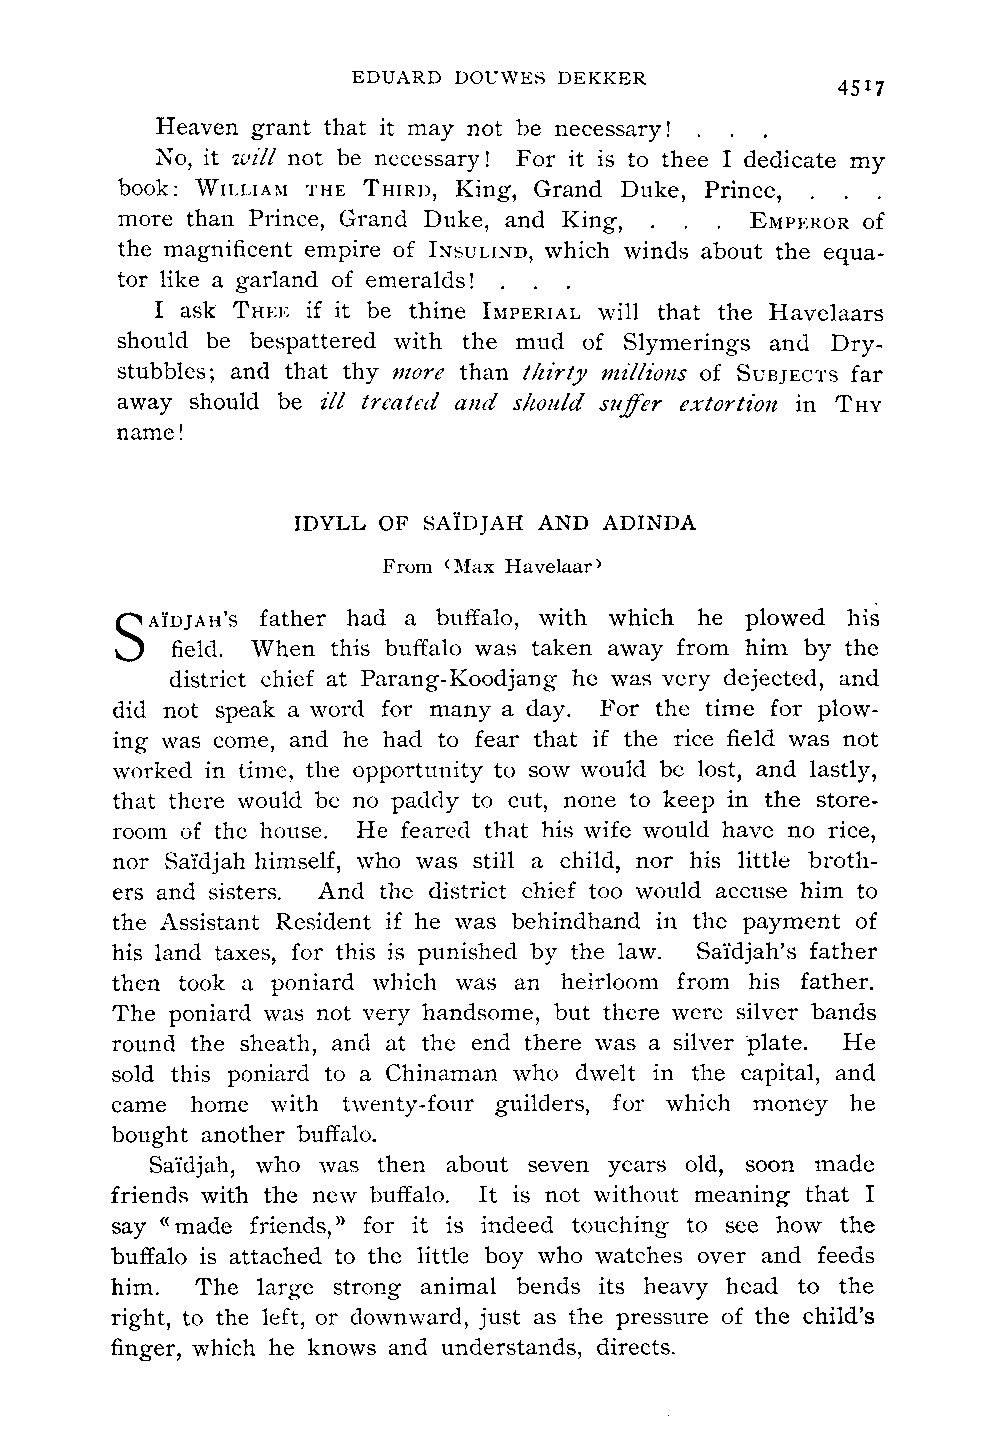 EDUARD DOUWES DEKKER
4517
Heaven grant that it may not be necessary! . . .
No, it will not be necessary! For it is to thee I dedicate my
book: WILLIAM THE THIRD, King, Grand Duke, Prince, . . .
more than Prince, Grand Duke, and King, . . . EMPEROR of
the magnificent empire of INSULIND, which winds about the equa-
tor like a garland of emeralds! . . .
I ask THEE if it be thine IMPERIAL will that the Havelaars
should be bespattered with the mud of Slymerings and Dry-
stubbles; and that thy more than thirty millions of SUBJECTS far
away should be ill treated and should suffer extortion in THY
name!
IDYLL OF SAÏDJAH AND ADINDA
From ‹Max Havelaar›
SAÏDJAH'S father had a buffalo, with which he plowed his
field. When this buffalo was taken away from him by the
district chief at Parang-Koodjang he was very dejected, and
did not speak a word for many a day. For the time for plow-
ing was come, and he had to fear that if the rice field was not
worked in time, the opportunity to sow would be lost, and lastly,
that there would be no paddy to cut, none to keep in the store-
room of the house. He feared that his wife would have no rice,
nor Saïdjah himself, who was still a child, nor his little broth-
ers and sisters. And the district chief too would accuse him to
the Assistant Resident if he was behindhand in the payment of
his land taxes, for this is punished by the law. Saïdjah's father
then took a poniard which was an heirloom from his father.
The poniard was not very handsome, but there were silver bands
round the sheath, and at the end there was a silver plate. He
sold this poniard to a Chinaman who dwelt in the capital, and
came home with twenty-four guilders, for which money he
bought another buffalo.
Saïdjah, who was then about seven years old, soon made
friends with the new buffalo. It is not without meaning that I
say «made friends,» for it is indeed touching to see how the
buffalo is attached to the little boy who watches over and feeds
him. The large strong animal bends its heavy head to the
right, to the left, or downward, just as the pressure of the child's
finger, which he knows and understands, directs.